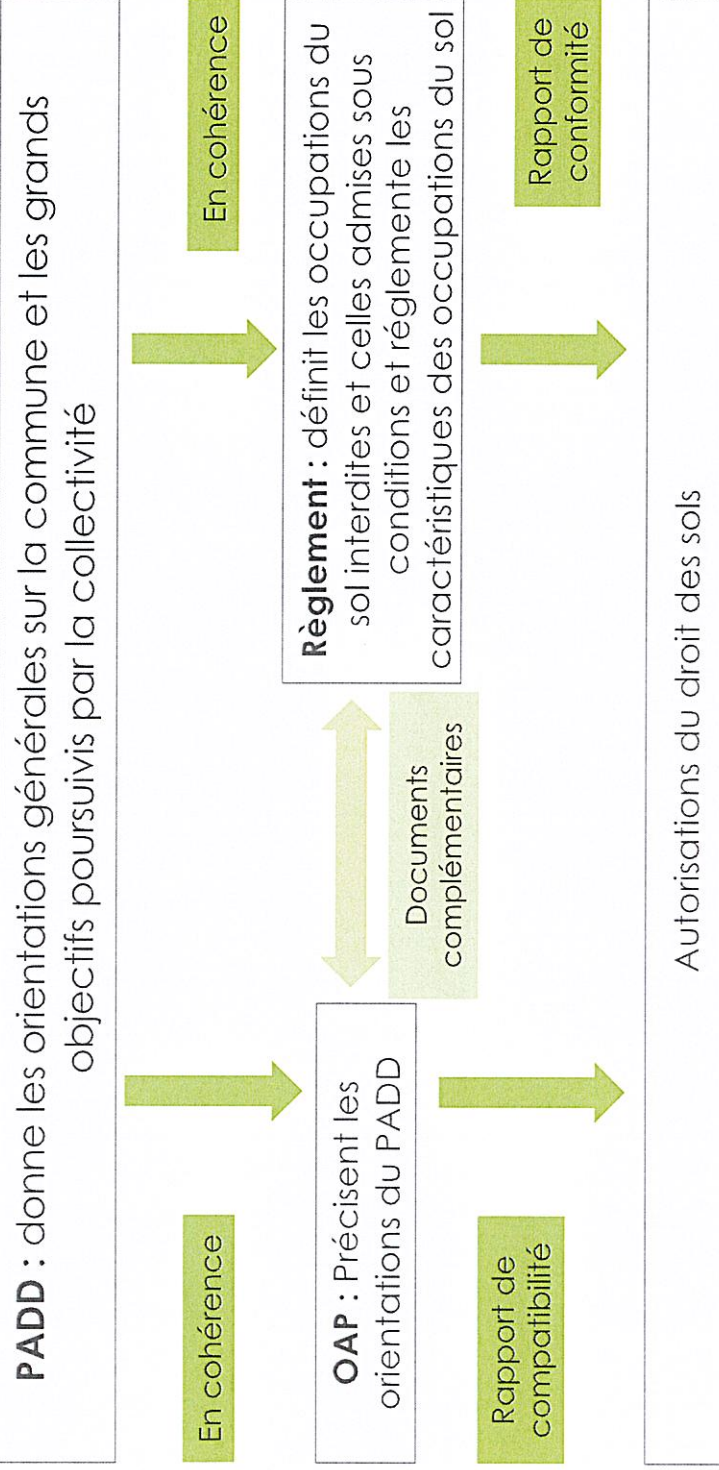 PADD : donne les orientations générales sur la commune et les grands
objectifs poursuivis par la collectivité
En cohérence
En cohérence
OAP : Précisent les
orientations du PADD
Documents
complémentaires
Règlement : définit les occupations du
sol interdites et celles admises sous
conditions et réglemente les
caractéristiques des occupations du sol
Rapport de
compatibilité
Rapport de
conformité
Autorisations du droit des sols